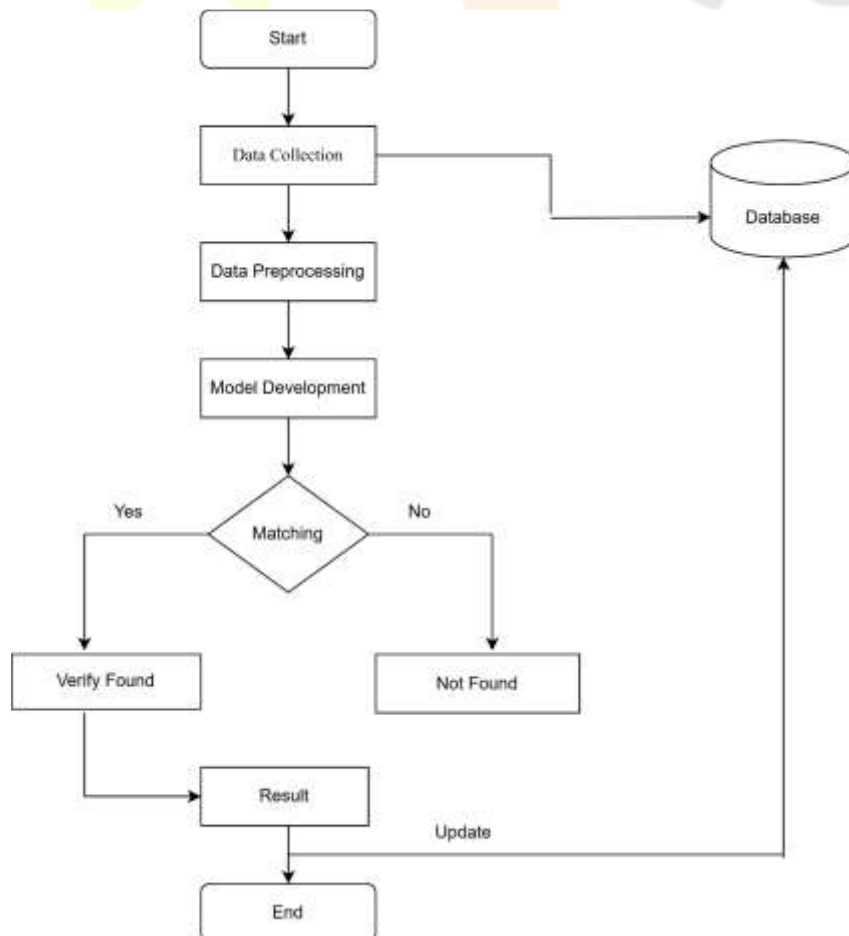 Start
Data Collection
Database
Data Preprocessing
Model Development
Yes
Matching
No
Verify Found
Not Found
Result
Update
End